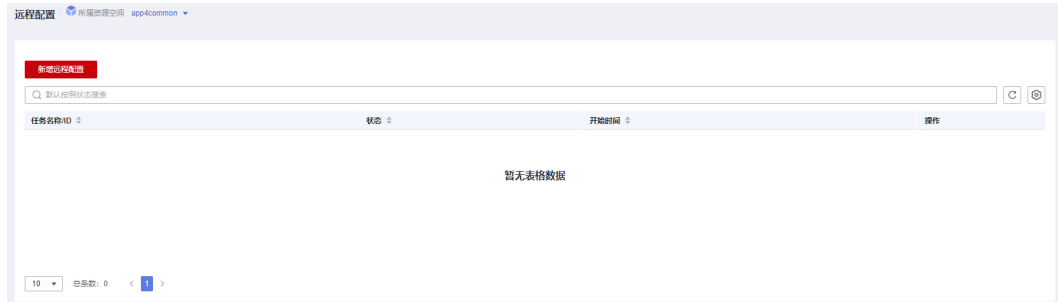 远程配置 所属资源空间 app4common
新增远程配置
默认按照状态搜索
任务名称/ID 状态 开始时间 操作
暂无表格数据
10 总条数：0 < 1 >